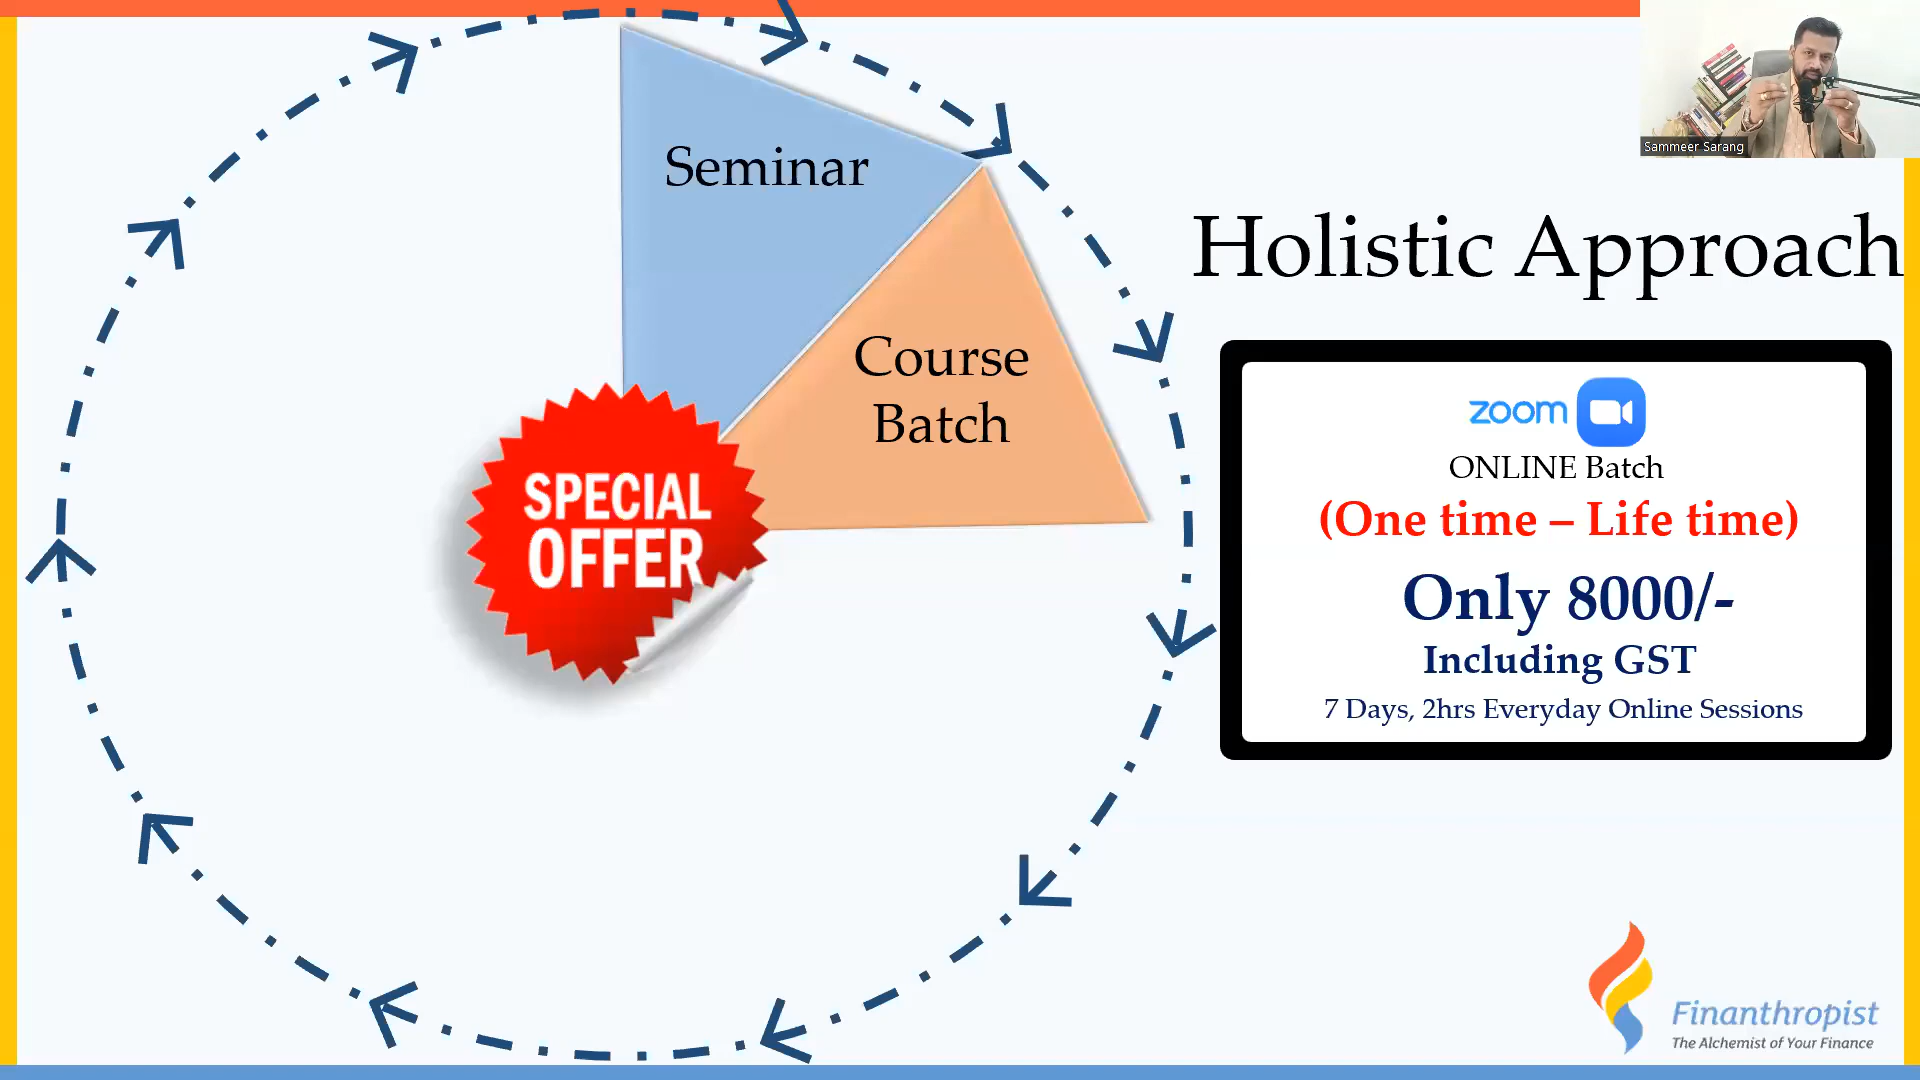 Sammeer Sarang
Seminar
Holistic Approach
Course
Batch
SPECIAL
OFFER
zoom
ONLINE Batch
(One time – Life time)
Only 8000/-
Including GST
7 Days, 2hrs Everyday Online Sessions
Finanthropist
The Alchemist of Your Finance